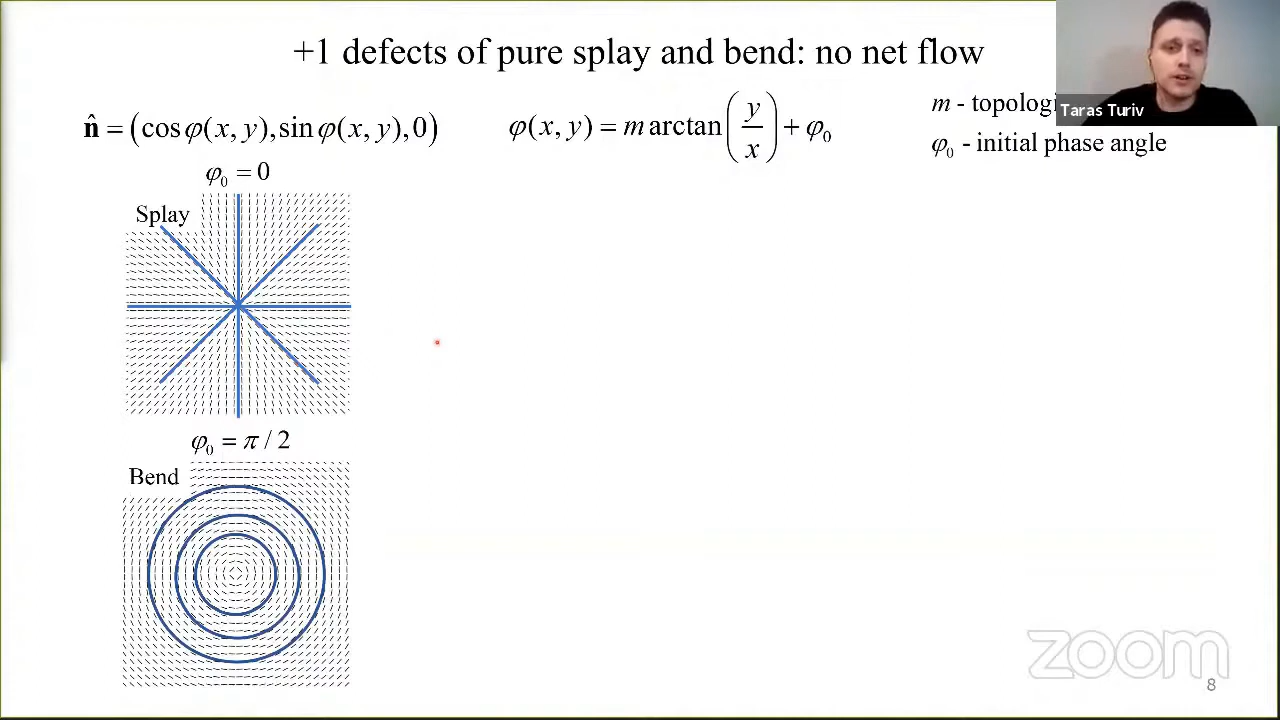 +1 defects of pure splay and bend: no net flow
n̂ = (cos φ(x, y), sin φ(x, y), 0)
φ(x, y) = m arctan(y/x) + φ₀
m - topologi
φ₀ - initial phase angle
Taras Turiv
φ₀ = 0
Splay
φ₀ = π / 2
Bend
zoom
8